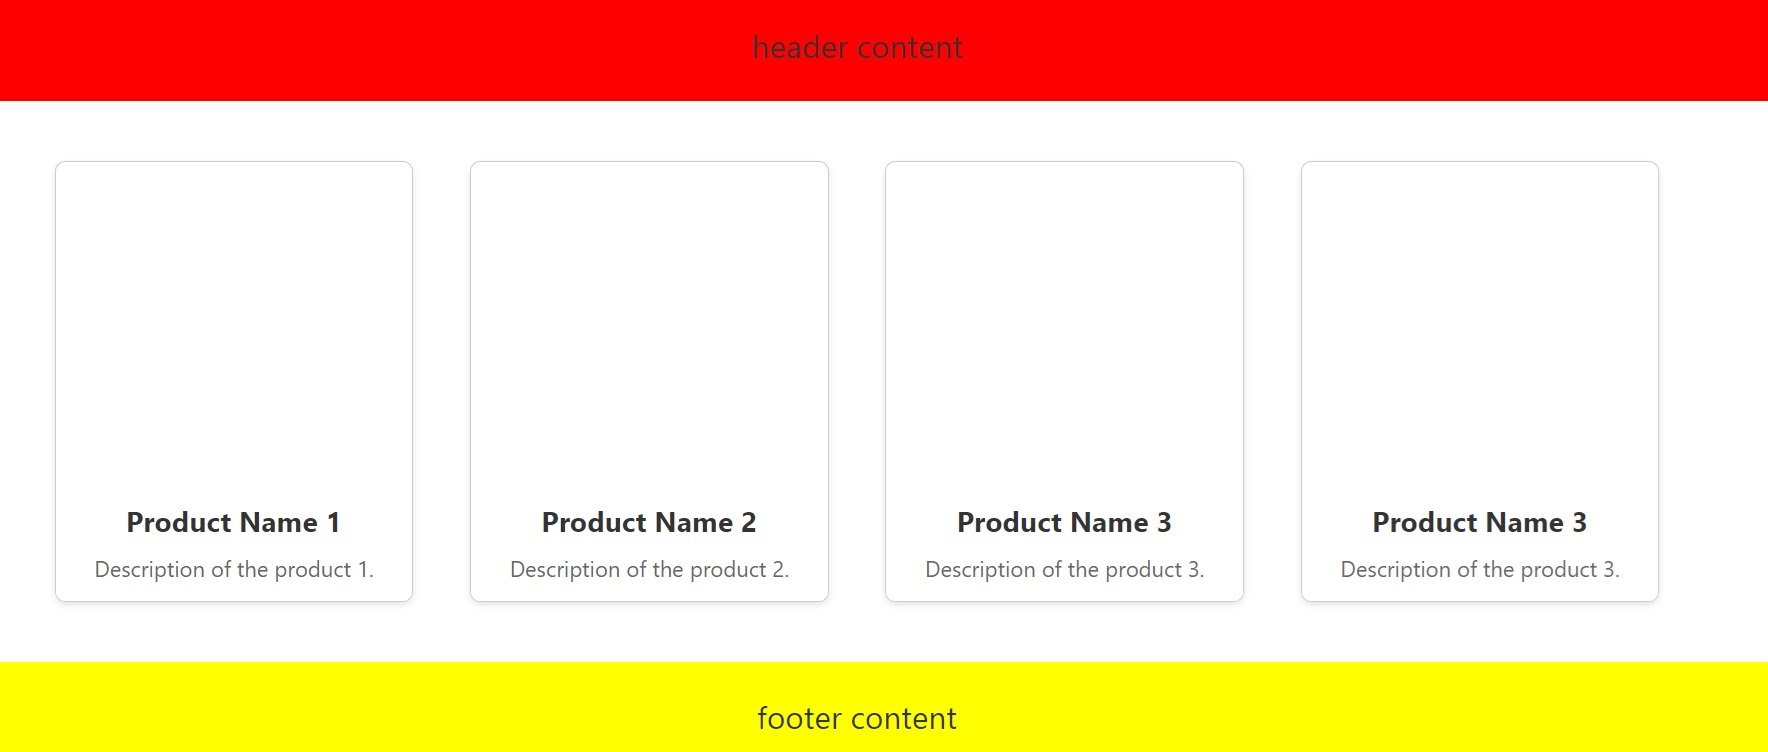 header content
Product Name 1
Description of the product 1.
Product Name 2
Description of the product 2.
Product Name 3
Description of the product 3.
Product Name 3
Description of the product 3.
footer content